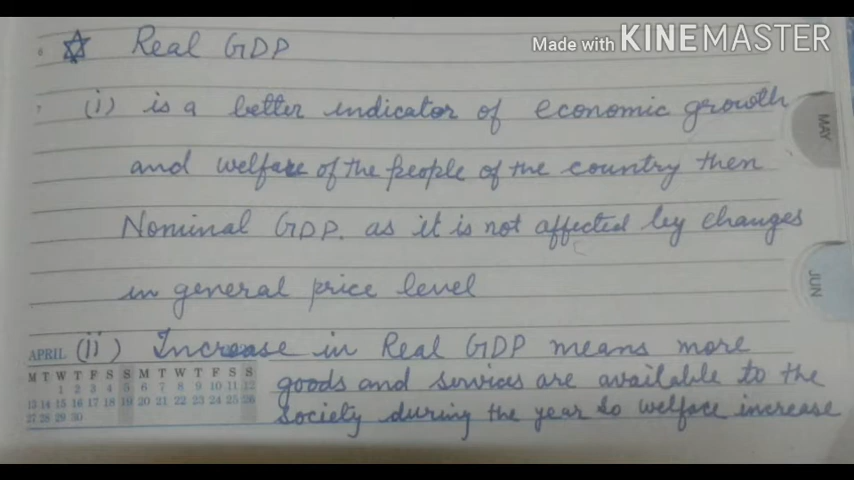 Made with KINEMASTER
6 ☆ Real GDP
7 (i) is a better indicator of economic growth
MAY
and welfare of the people of the country then
Nominal GDP. as it is not affected by changes
in general price level
JUN
APRIL (ii) Increase in Real GDP means more
M T W T F S S M T W T F S S
1 2 3 4 5 6 7 8 9 10 11 12
goods and services are available to the
13 14 15 16 17 18 19 20 21 22 23 24 25 26
society during the year so welface increase
27 28 29 30